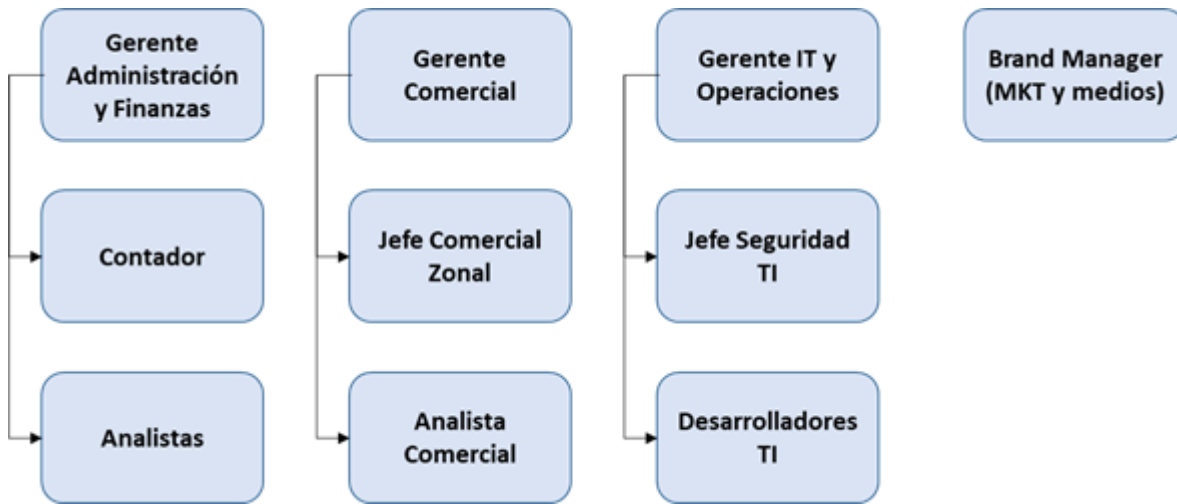 Gerente
Administración
y Finanzas
Gerente
Comercial
Gerente IT y
Operaciones
Brand Manager
(MKT y medios)
Contador
Jefe Comercial
Zonal
Jefe Seguridad
TI
Analistas
Analista
Comercial
Desarrolladores
TI